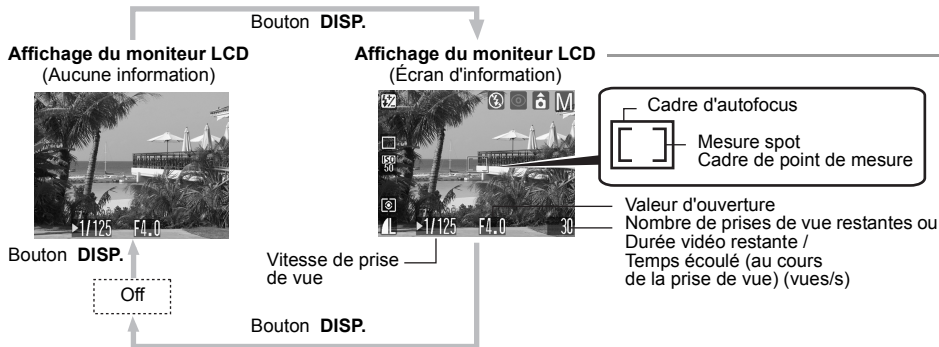 Bouton DISP.
Affichage du moniteur LCD
(Aucune information)
Affichage du moniteur LCD
(Écran d'information)
M
ISO
50
L
1/125 F4.0
1/125 F4.0 30
Cadre d'autofocus
Mesure spot
Cadre de point de mesure
Valeur d'ouverture
Nombre de prises de vue restantes ou
Durée vidéo restante /
Temps écoulé (au cours
de la prise de vue) (vues/s)
Vitesse de prise
de vue
Bouton DISP.
Off
Bouton DISP.